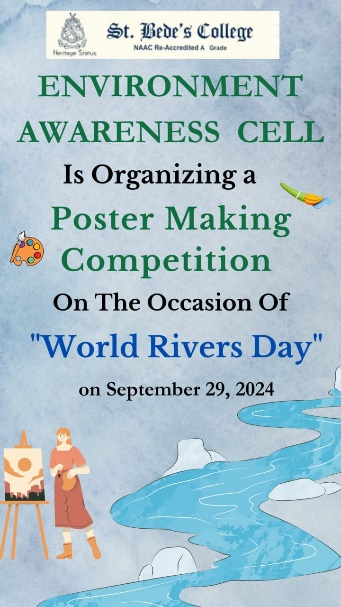 St. Bede's College
Heritage Status
NAAC Re-Accredited A Grade
ENVIRONMENT
AWARENESS CELL
Is Organizing a
Poster Making
Competition
On The Occasion Of
"World Rivers Day"
on September 29, 2024